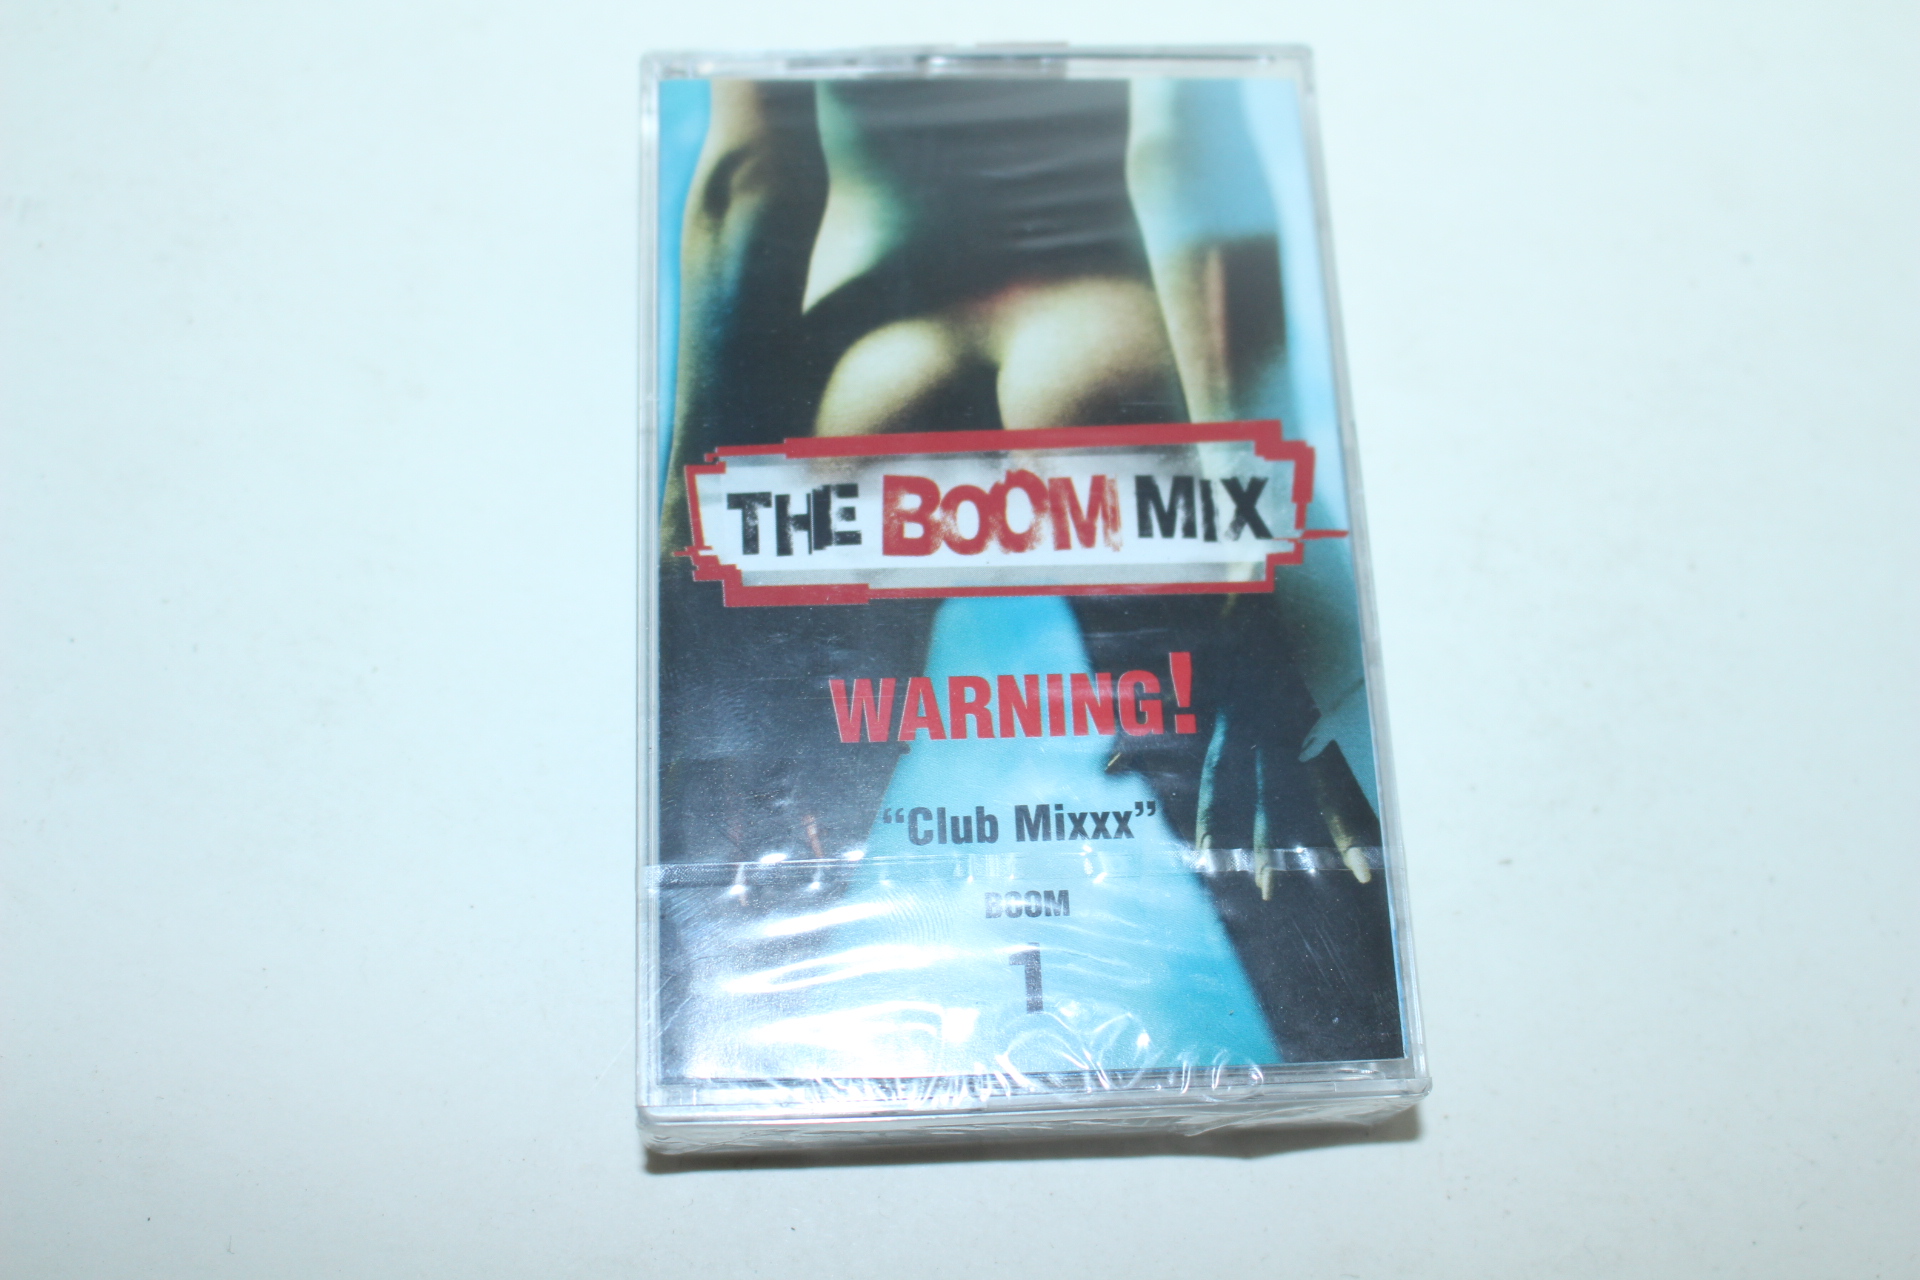 THE BOOM MIX
WARNING!
“Club Mixxx”
BOOM
1